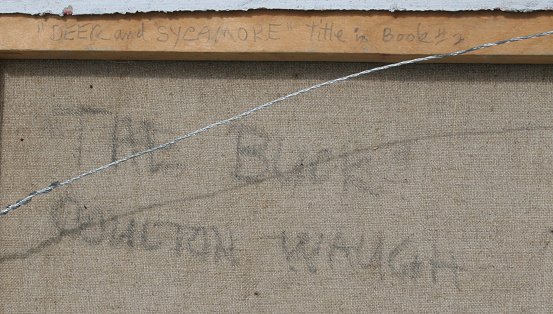 "DEER and SYCAMORE" Title in Book #2
"THE BUCK"
COULTON WAUGH